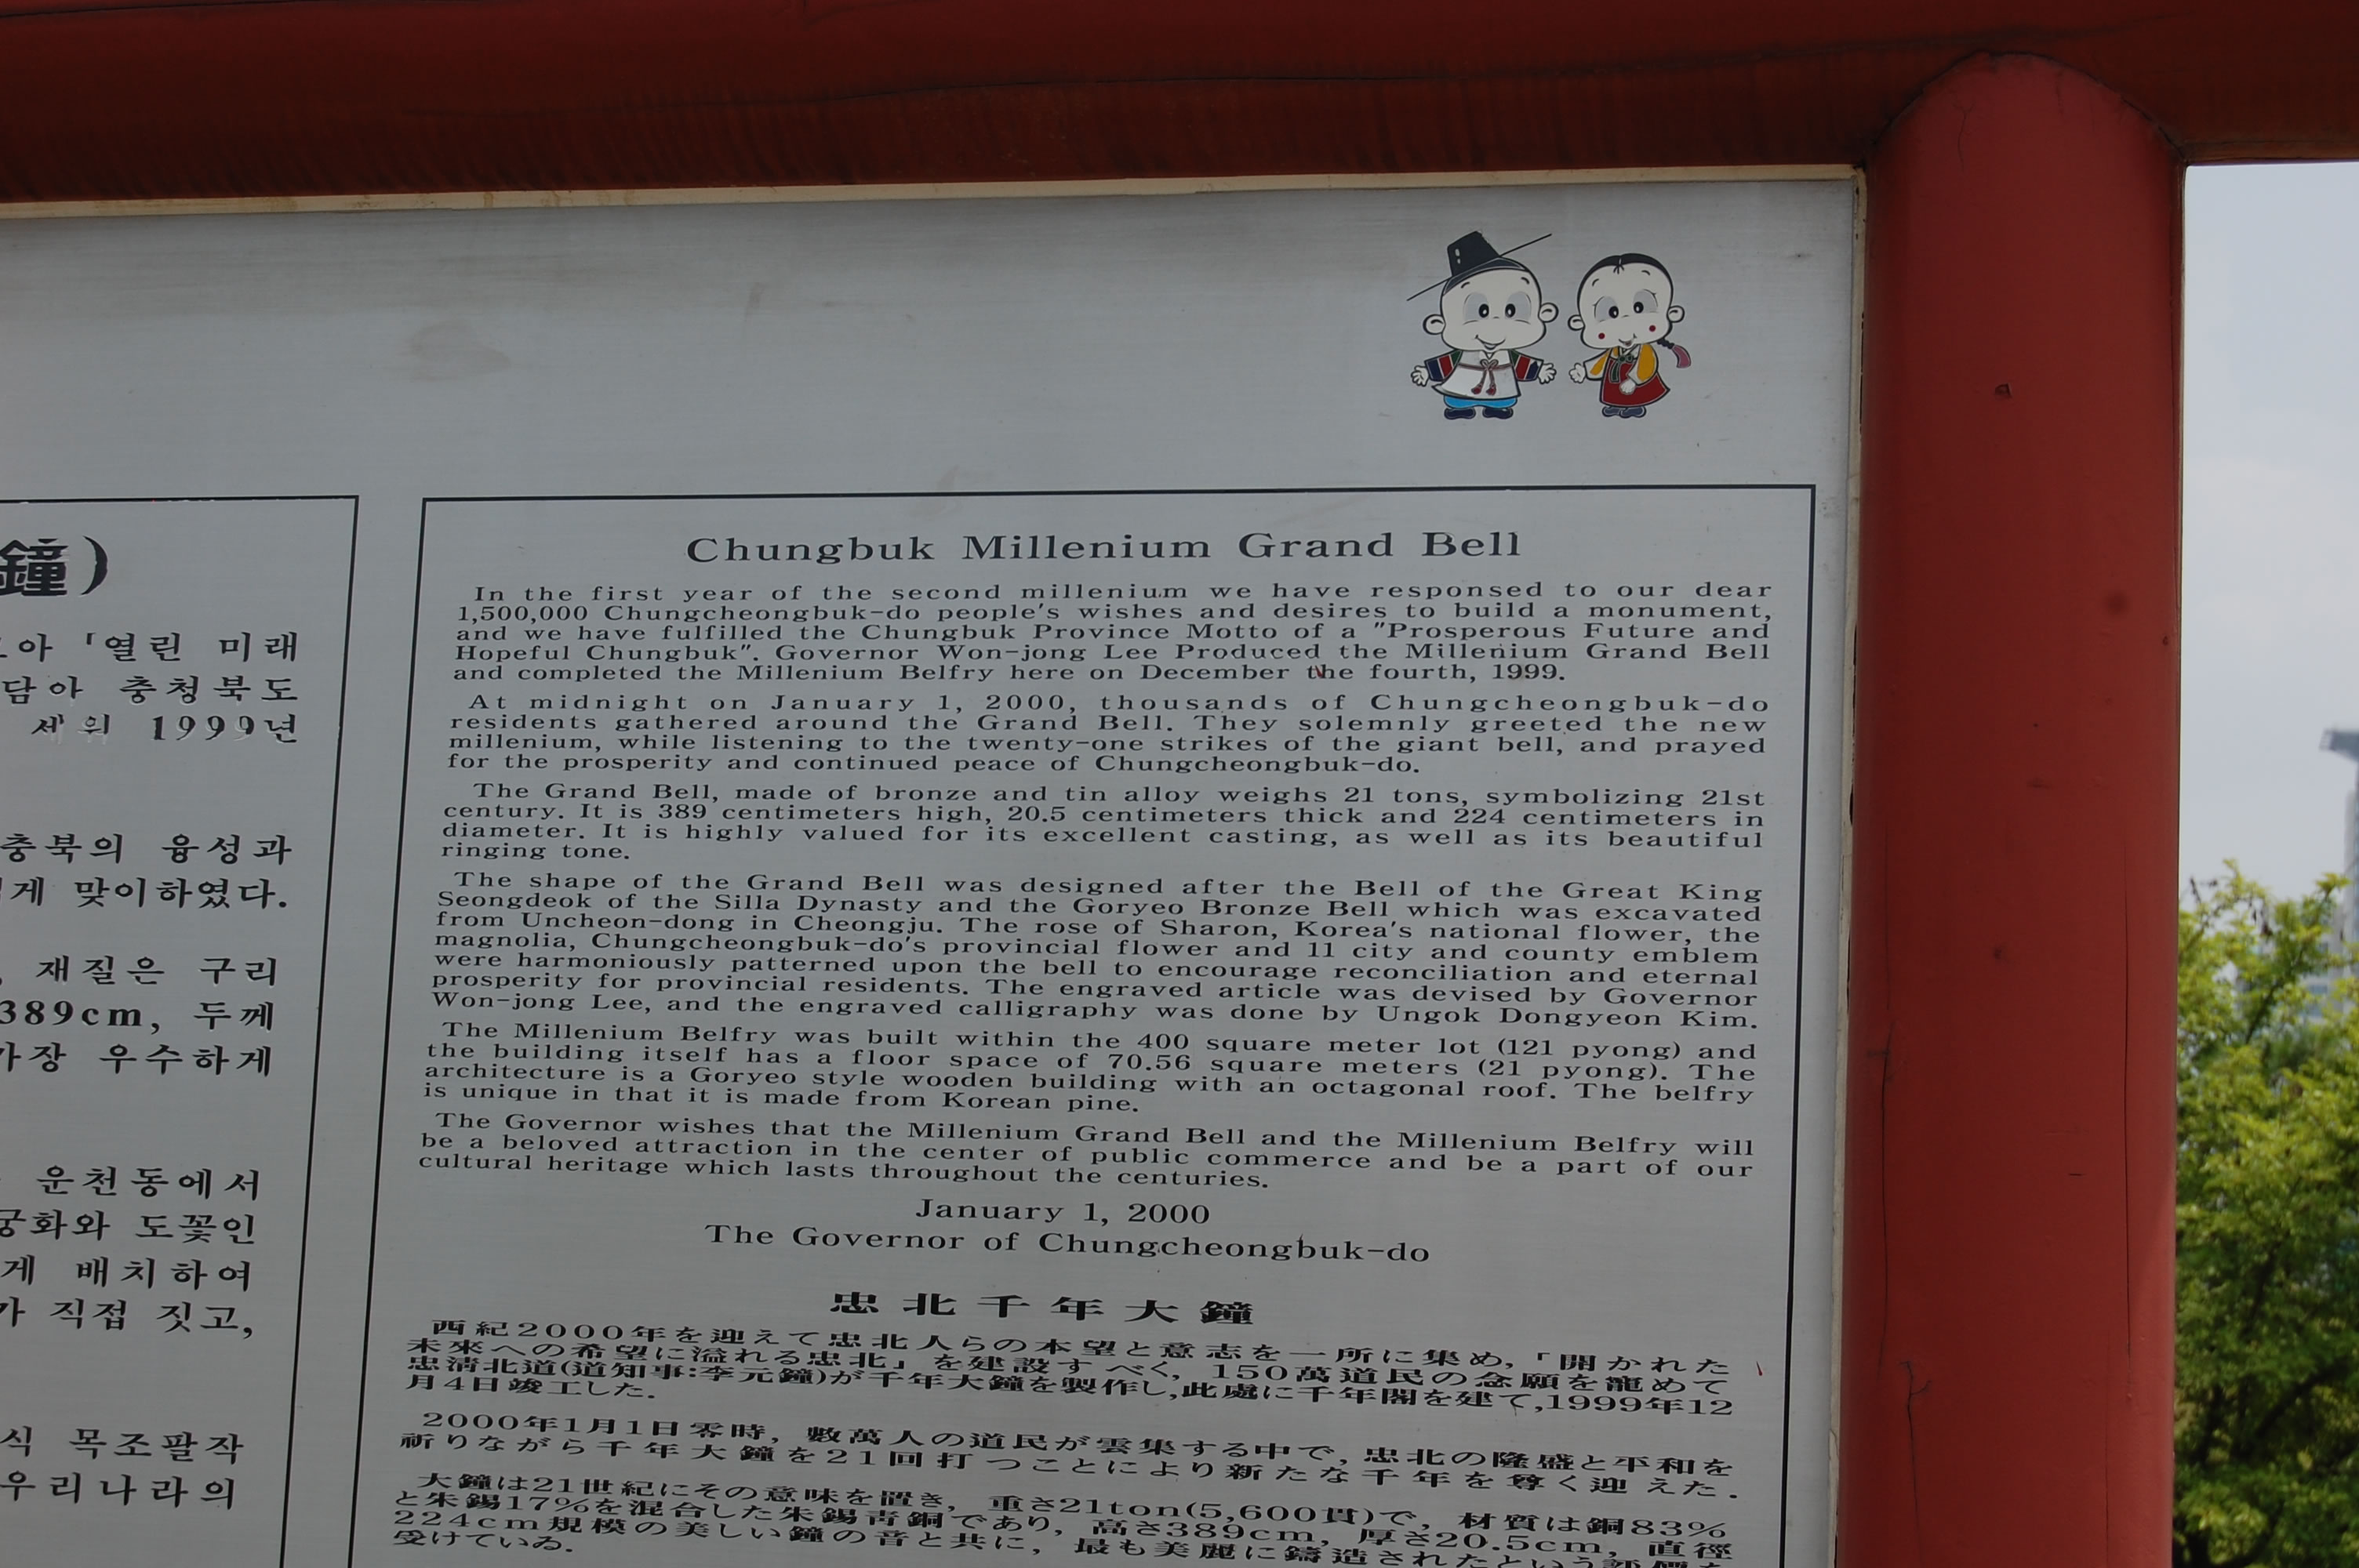 鐘)
아 「열린 미래
담아 충청북도
세워 1999년
충북의 융성과
게 맞이하였다.
, 재질은 구리
389cm, 두께
가장 우수하게
운천동에서
궁화와 도꽃인
게 배치하여
가 직접 짓고,
식 목조팔작
우리나라의
Chungbuk Millenium Grand Bell
In the first year of the second millenium we have responsed to our dear
1,500,000 Chungcheongbuk-do people's wishes and desires to build a monument,
and we have fulfilled the Chungbuk Province Motto of a "Prosperous Future and
Hopeful Chungbuk". Governor Won-jong Lee Produced the Millenium Grand Bell
and completed the Millenium Belfry here on December the fourth, 1999.
At midnight on January 1, 2000, thousands of Chungcheongbuk-do
residents gathered around the Grand Bell. They solemnly greeted the new
millenium, while listening to the twenty-one strikes of the giant bell, and prayed
for the prosperity and continued peace of Chungcheongbuk-do.
The Grand Bell, made of bronze and tin alloy weighs 21 tons, symbolizing 21st
century. It is 389 centimeters high, 20.5 centimeters thick and 224 centimeters in
diameter. It is highly valued for its excellent casting, as well as its beautiful
ringing tone.
The shape of the Grand Bell was designed after the Bell of the Great King
Seongdeok of the Silla Dynasty and the Goryeo Bronze Bell which was excavated
from Uncheon-dong in Cheongju. The rose of Sharon, Korea's national flower, the
magnolia, Chungcheongbuk-do's provincial flower and 11 city and county emblem
were harmoniously patterned upon the bell to encourage reconciliation and eternal
prosperity for provincial residents. The engraved article was devised by Governor
Won-jong Lee, and the engraved calligraphy was done by Ungok Dongyeon Kim.
The Millenium Belfry was built within the 400 square meter lot (121 pyong) and
the building itself has a floor space of 70.56 square meters (21 pyong). The
architecture is a Goryeo style wooden building with an octagonal roof. The belfry
is unique in that it is made from Korean pine.
The Governor wishes that the Millenium Grand Bell and the Millenium Belfry will
be a beloved attraction in the center of public commerce and be a part of our
cultural heritage which lasts throughout the centuries.
January 1, 2000
The Governor of Chungcheongbuk-do
忠北千年大鐘
西紀2000年を迎えて忠北人らの本望と意志を一所に集め,「開かれた
未來への希望に溢れる忠北」を建設す べく, 150萬道民の念願を籠めて
忠清北道(道知事:李元鐘)が千年大鐘を製作し,此處に千年閣を建て,1999年12
月4日竣工した.
2000年1月1日零時, 數萬人の道民が雲集する中で, 忠北の隆盛と平和を
祈りながら千年大鐘を21回打 つことにより新たな千年を尊く迎 えた.
大鐘は21世紀にその意味を置き, 重さ21ton(5,600貫)で, 材質は銅83%
と朱錫17%を混合した朱錫青銅であり, 高さ389cm, 厚さ20.5cm, 直徑
224cm規模の美しい鐘の音と共に, 最も美麗に鑄造されたという評價を
受けている.